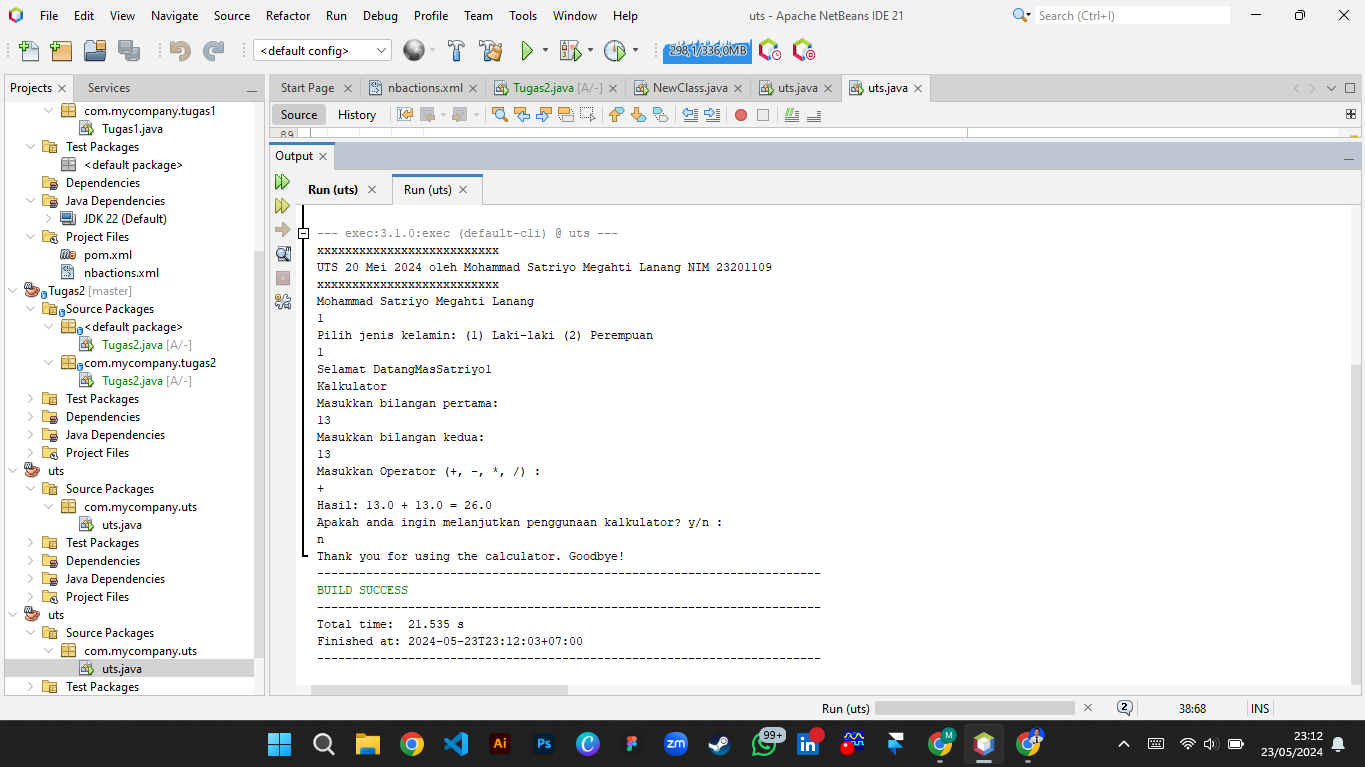 File Edit View Navigate Source Refactor Run Debug Profile Team Tools Window Help
uts - Apache NetBeans IDE 21
Search (Ctrl+I)
<default config>
298,1/336,0MB
Projects
Services
Start Page
nbactions.xml
Tugas2.java [A/-]
NewClass.java
uts.java
uts.java
Source
History
89
com.mycompany.tugas1
Tugas1.java
Test Packages
<default package>
Dependencies
Java Dependencies
JDK 22 (Default)
Project Files
pom.xml
nbactions.xml
Tugas2 [master]
Source Packages
<default package>
Tugas2.java [A/-]
com.mycompany.tugas2
Tugas2.java [A/-]
Test Packages
Dependencies
Java Dependencies
Project Files
uts
Source Packages
com.mycompany.uts
uts.java
Test Packages
Dependencies
Java Dependencies
Project Files
uts
Source Packages
com.mycompany.uts
uts.java
Test Packages
Output
Run (uts)
Run (uts)
--- exec:3.1.0:exec (default-cli) @ uts ---
xxxxxxxxxxxxxxxxxxxxxxxxxx
UTS 20 Mei 2024 oleh Mohammad Satriyo Megahti Lanang NIM 23201109
xxxxxxxxxxxxxxxxxxxxxxxxxx
Mohammad Satriyo Megahti Lanang
1
Pilih jenis kelamin: (1) Laki-laki (2) Perempuan
1
Selamat DatangMasSatriyo1
Kalkulator
Masukkan bilangan pertama:
13
Masukkan bilangan kedua:
13
Masukkan Operator (+, -, *, /) :
+
Hasil: 13.0 + 13.0 = 26.0
Apakah anda ingin melanjutkan penggunaan kalkulator? y/n :
n
Thank you for using the calculator. Goodbye!
------------------------------------------------------------------------
BUILD SUCCESS
------------------------------------------------------------------------
Total time:  21.535 s
Finished at: 2024-05-23T23:12:03+07:00
------------------------------------------------------------------------
Run (uts)
2
38:68
INS
Ai
Ps
zm
99+
in
M
23:12
23/05/2024